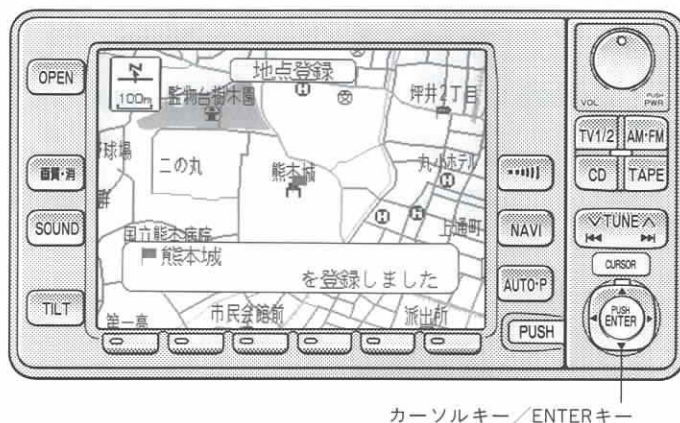 OPEN
画質・消
SOUND
TILT
100m
地点登録
監物台樹木園
坪井2丁目
球場
二の丸
熊本城
丸小ホテル
国立熊本病院
上通町
熊本城
を登録しました
第一高
市民会館前
派出所
NAVI
AUTO・P
PUSH
VOL
PUSH
PWR
TV1/2
AM・FM
CD
TAPE
TUNE
CURSOR
PUSH
ENTER
カーソルキー/ENTERキー